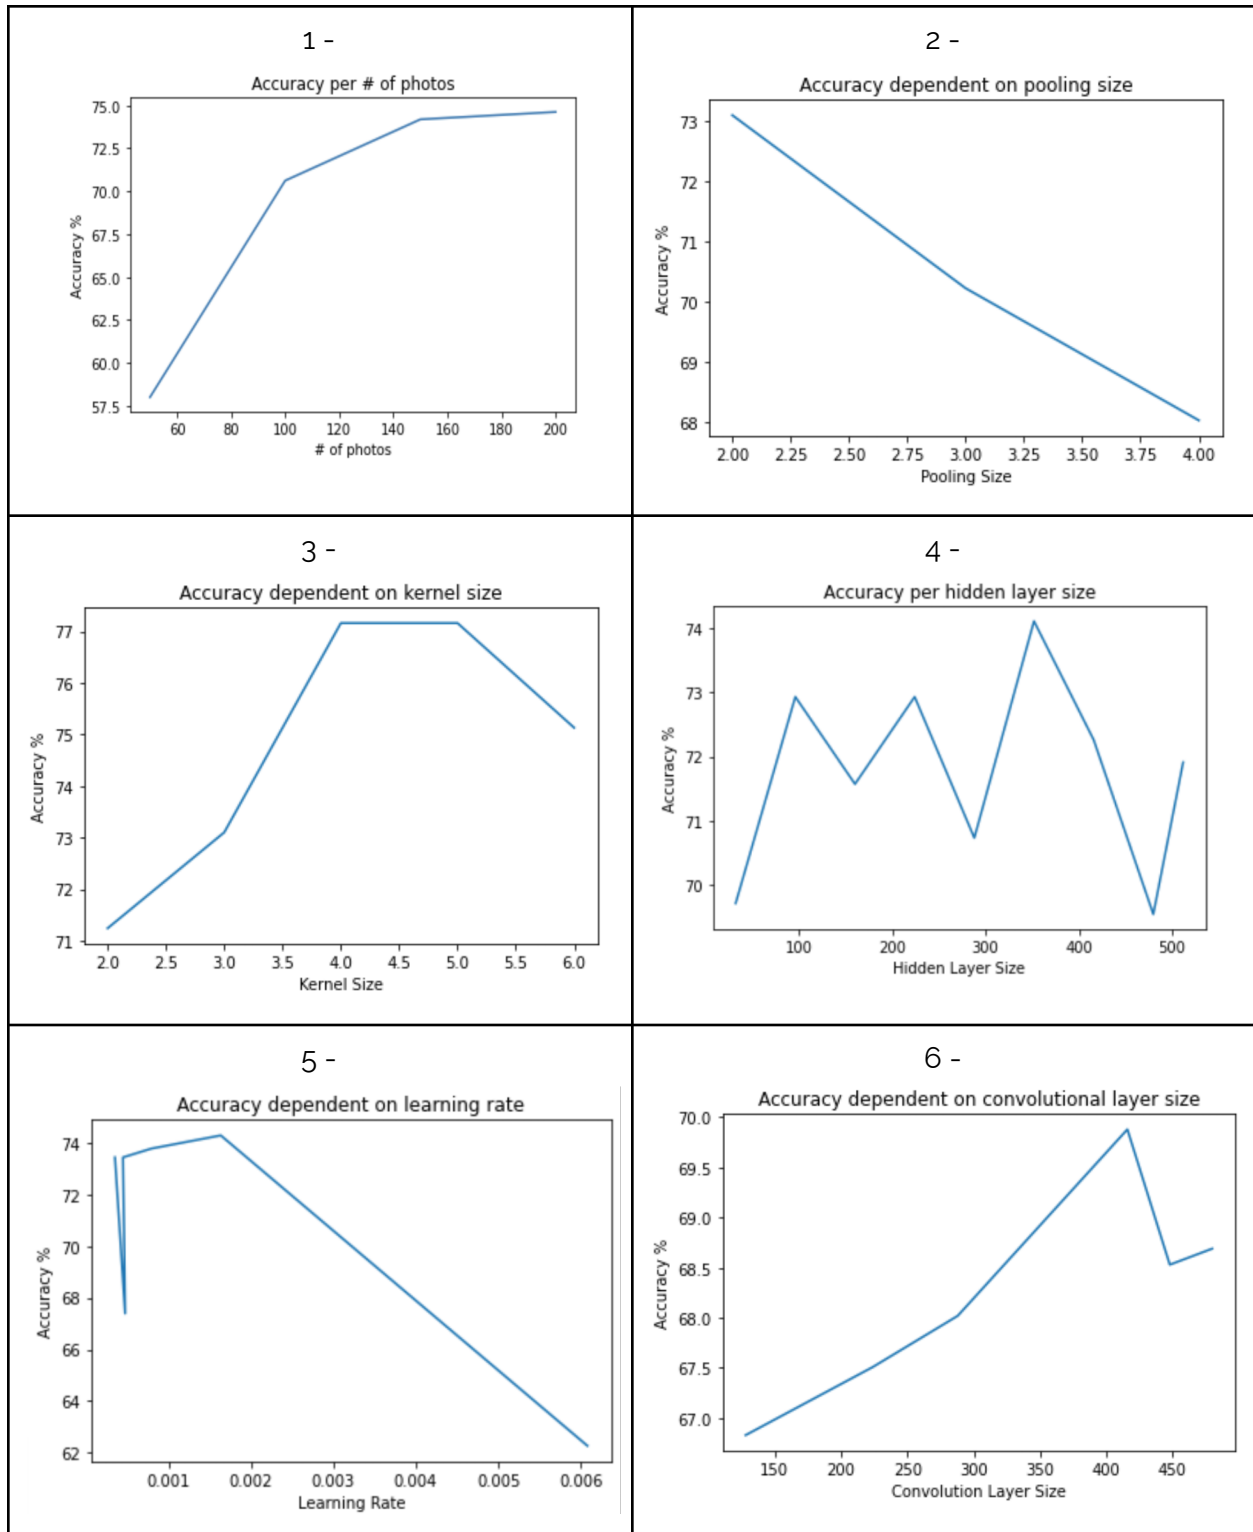 1 -
Accuracy per # of photos
75.0
72.5
70.0
67.5
65.0
62.5
60.0
57.5
Accuracy %
60 80 100 120 140 160 180 200
# of photos
2 -
Accuracy dependent on pooling size
73
72
71
70
69
68
Accuracy %
2.00 2.25 2.50 2.75 3.00 3.25 3.50 3.75 4.00
Pooling Size
3 -
Accuracy dependent on kernel size
77
76
75
74
73
72
71
Accuracy %
2.0 2.5 3.0 3.5 4.0 4.5 5.0 5.5 6.0
Kernel Size
4 -
Accuracy per hidden layer size
74
73
72
71
70
Accuracy %
100 200 300 400 500
Hidden Layer Size
5 -
Accuracy dependent on learning rate
74
72
70
68
66
64
62
Accuracy %
0.001 0.002 0.003 0.004 0.005 0.006
Learning Rate
6 -
Accuracy dependent on convolutional layer size
70.0
69.5
69.0
68.5
68.0
67.5
67.0
Accuracy %
150 200 250 300 350 400 450
Convolution Layer Size